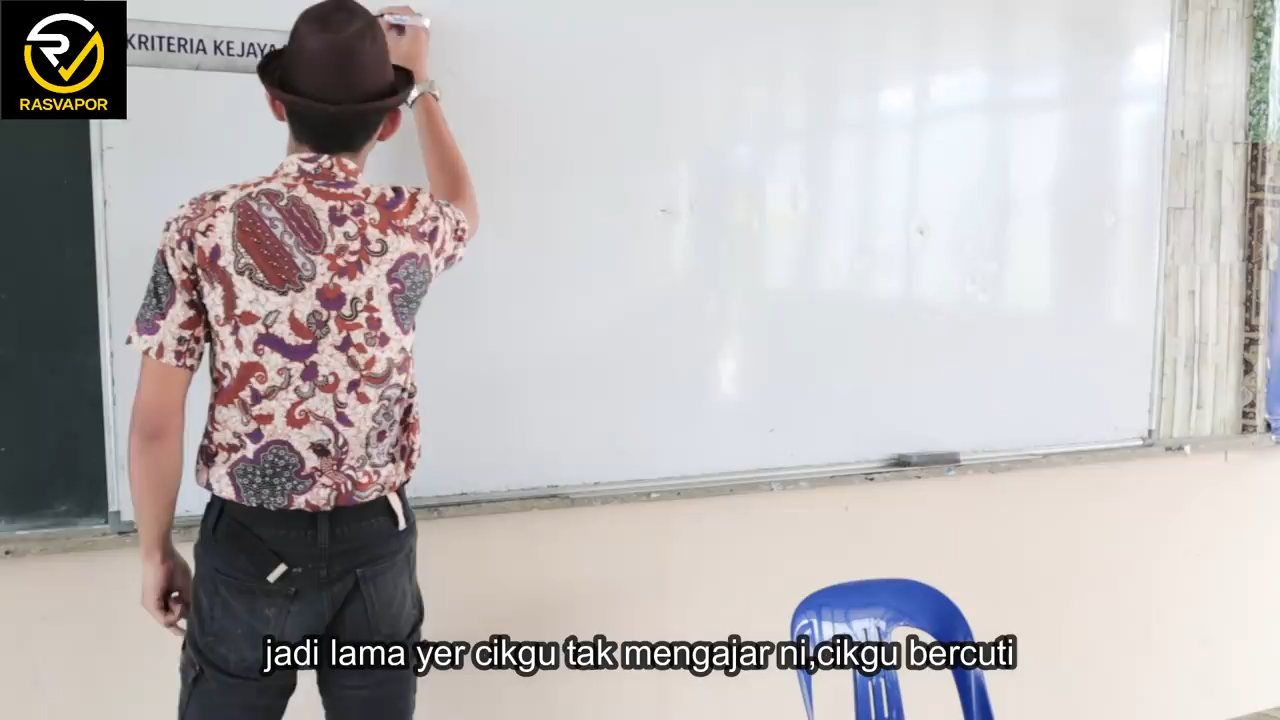 RASVAPOR
KRITERIA KEJAYA
jadi lama yer cikgu tak mengajar ni,cikgu bercuti